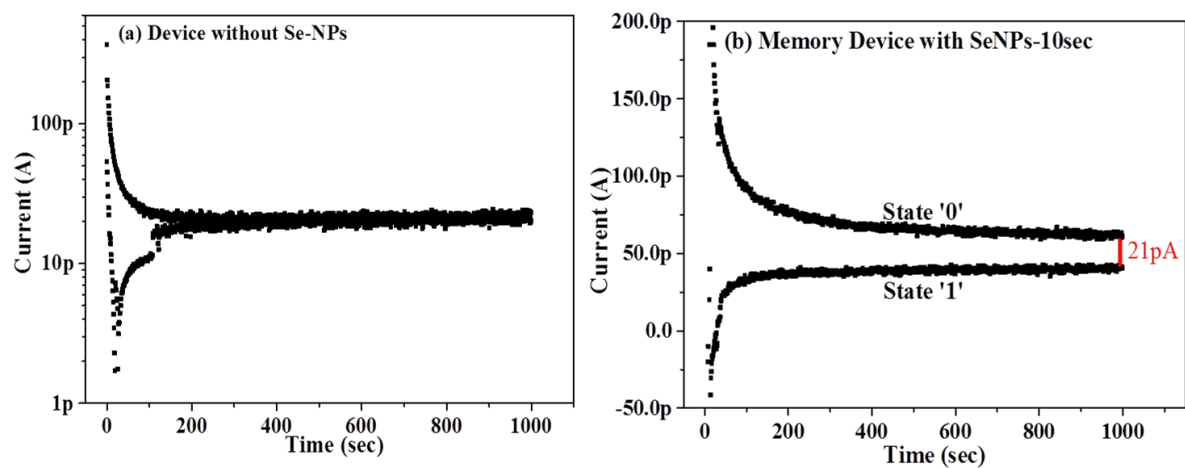 (a) Device without Se-NPs
100p
10p
1p
Current (A)
0
200
400
600
800
1000
Time (sec)
(b) Memory Device with SeNPs-10sec
200.0p
150.0p
100.0p
50.0p
0.0
-50.0p
Current (A)
State '0'
21pA
State '1'
0
200
400
600
800
1000
Time (sec)